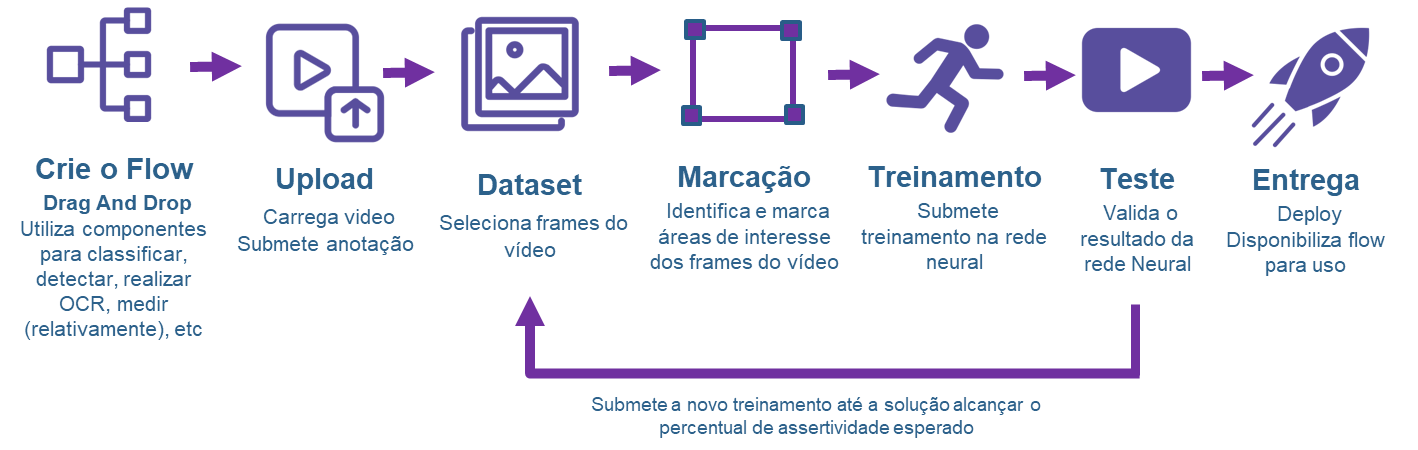 Crie o Flow
Drag And Drop
Utiliza componentes
para classificar,
detectar, realizar
OCR, medir
(relativamente), etc
Upload
Carrega video
Submete anotação
Dataset
Seleciona frames do
vídeo
Marcação
Identifica e marca
áreas de interesse
dos frames do vídeo
Treinamento
Submete
treinamento na rede
neural
Teste
Valida o
resultado da
rede Neural
Entrega
Deploy
Disponibiliza flow
para uso
Submete a novo treinamento até a solução alcançar o
percentual de assertividade esperado